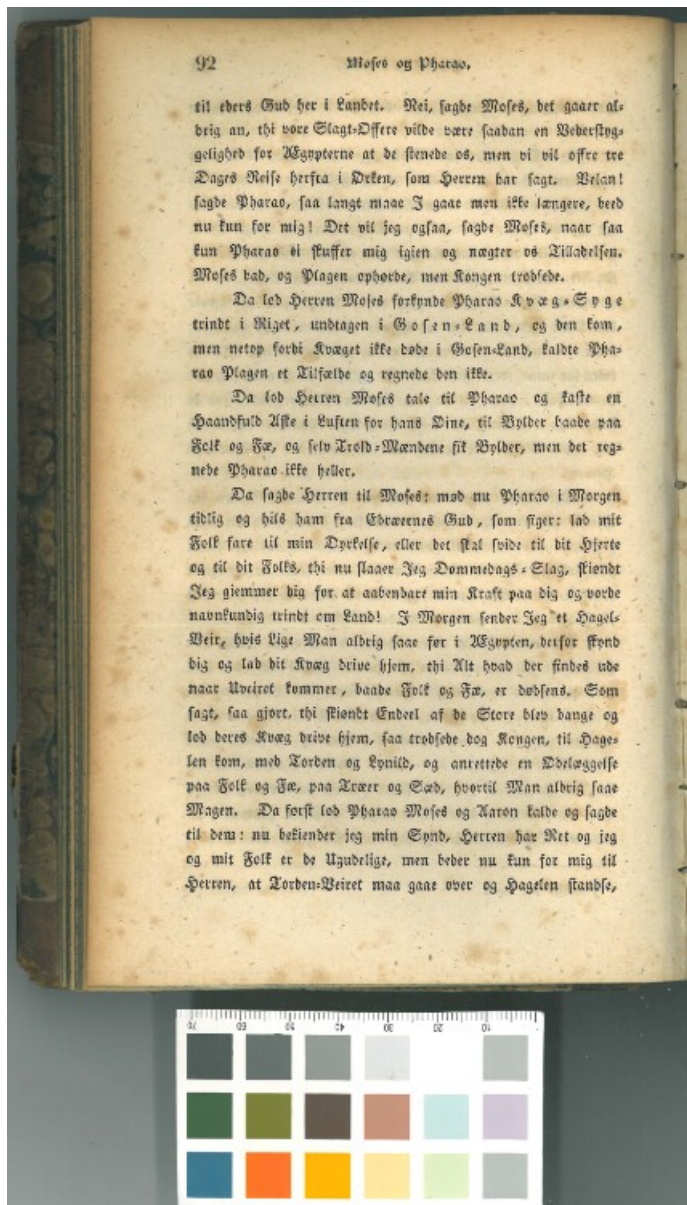 92 Moses og Pharao.
til eders Gud her i Landet. Nei, sagde Moses, det gaaer al-
drig an, thi vore Slagt-Offere vilde være saadan en Vederstyg-
gelighed for Ægypterne at de stenede os, men vi vil offre tre
Dages Reise herfra i Ørken, som Herren har sagt. Velan!
sagde Pharao, saa langt maae I gaae men ikke længere, beed
nu kun for mig! Det vil jeg ogsaa, sagde Moses, naar saa
kun Pharao ei skuffer mig igien og nægter os Tilladelsen.
Moses bad, og Plagen ophørde, men Kongen trodsede.
Da lod Herren Moses forkynde Pharao Kvæg-Syge
trindt i Riget, undtagen i Gosen-Land, og den kom,
men netop fordi Kvæget ikke døde i Gosen-Land, kaldte Pha-
rao Plagen et Tilfælde og regnede den ikke.
Da lod Herren Moses tale til Pharao og kaste en
Haandfuld Aske i Luften for hans Øine, til Bylder baade paa
Folk og Fæ, og selv Trold-Mændene fik Bylder, men det reg-
nede Pharao ikke heller.
Da sagde Herren til Moses: mød nu Pharao i Morgen
tidlig og hils ham fra Ebræernes Gud, som siger: lad mit
Folk fare til min Dyrkelse, eller det skal svide til dit Hjerte
og til dit Folks, thi nu slaaer Jeg Dommedags-Slag, skiøndt
Jeg giemmer dig for at aabenbare min Kraft paa dig og vorde
navnkundig trindt om Land! I Morgen sender Jeg et Hagel-
Veir, hvis Lige Man aldrig saae før i Ægypten, derfor skynd
dig og lad dit Kvæg drive hjem, thi Alt hvad der findes ude
naar Uveiret kommer, baade Folk og Fæ, er dødsens. Som
sagt, saa gjort, thi skiøndt Endeel af de Store blev bange og
lod deres Kvæg drive hjem, saa trodsede dog Kongen, til Hage-
len kom, med Torden og Lynild, og anrettede en Ødelæggelse
paa Folk og Fæ, paa Træer og Sæd, hvortil Man aldrig saae
Magen. Da først lod Pharao Moses og Aaron kalde og sagde
til dem: nu bekiender jeg min Synd, Herren har Ret og jeg
og mit Folk er de Ugudelige, men beder nu kun for mig til
Herren, at Torden-Veiret maa gaae over og Hagelen standse,
70 60 50 40 30 20 10